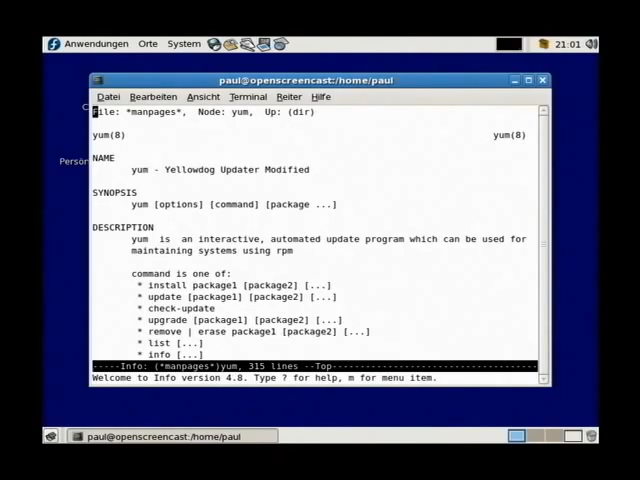 Anwendungen Orte System 21:01
paul@openscreencast:/home/paul
Datei Bearbeiten Ansicht Terminal Reiter Hilfe
File: *manpages*, Node: yum, Up: (dir)
yum(8) yum(8)
NAME
yum - Yellowdog Updater Modified
SYNOPSIS
yum [options] [command] [package ...]
DESCRIPTION
yum is an interactive, automated update program which can be used for
maintaining systems using rpm
command is one of:
* install package1 [package2] [...]
* update [package1] [package2] [...]
* check-update
* upgrade [package1] [package2] [...]
* remove | erase package1 [package2] [...]
* list [...]
* info [...]
-----Info: (*manpages*)yum, 315 lines --Top-------------------------------------
Welcome to Info version 4.8. Type ? for help, m for menu item.
paul@openscreencast:/home/paul